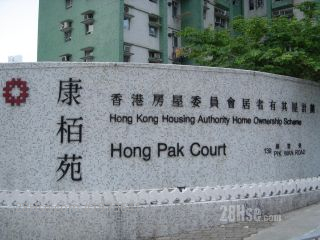 康栢苑
香港房屋委員會居者有其屋計劃
Hong Kong Housing Authority Home Ownership Scheme
Hong Pak Court
139 PIK WAN ROAD
28Hse.com